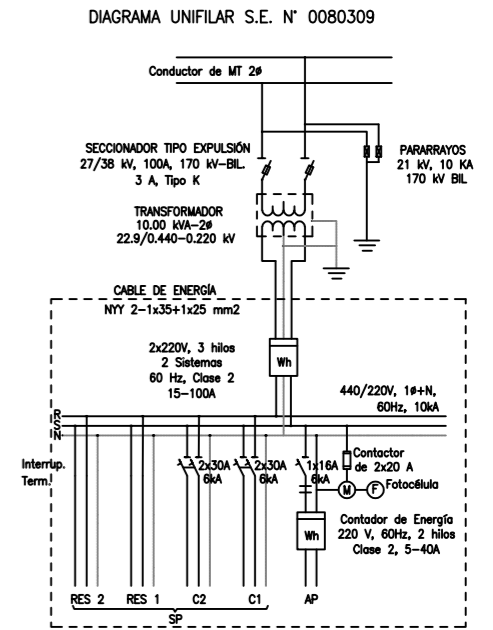 DIAGRAMA UNIFILAR S.E. N° 0080309
Conductor de MT 2ø
SECCIONADOR TIPO EXPULSIÓN
27/38 kV, 100A, 170 kV-BIL.
3 A, Tipo K
PARARRAYOS
21 kV, 10 KA
170 kV BIL
TRANSFORMADOR
10.00 kVA-2ø
22.9/0.440-0.220 kV
CABLE DE ENERGÍA
NYY 2-1x35+1x25 mm2
2x220V, 3 hilos
2 Sistemas
60 Hz, Clase 2
15-100A
Wh
440/220V, 1ø+N,
60Hz, 10kA
R
S
N
Interrup.
Term.
2x30A
6kA
2x30A
6kA
1x16A
6kA
Contactor
de 2x20 A
M
F
Fotocélula
Wh
Contador de Energía
220 V, 60Hz, 2 hilos
Clase 2, 5-40A
RES 2
RES 1
C2
C1
AP
SP